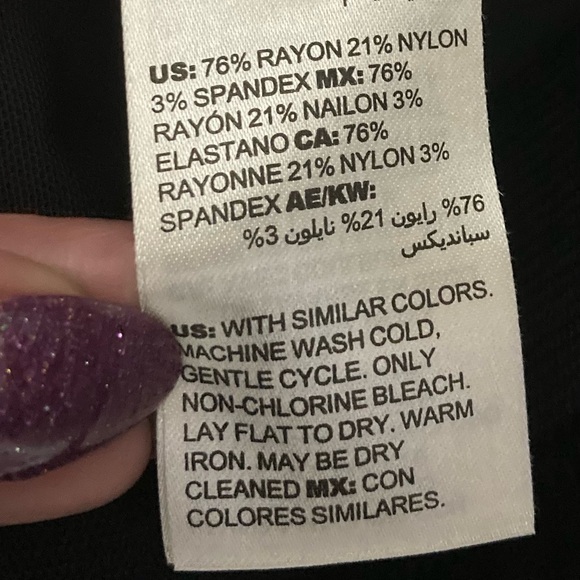 US: 76% RAYON 21% NYLON
3% SPANDEX MX: 76%
RAYÓN 21% NAILON 3%
ELASTANO CA: 76%
RAYONNE 21% NYLON 3%
SPANDEX AE/KW:
76% رايون 21% نايلون 3%
سبانديكس
US: WITH SIMILAR COLORS.
MACHINE WASH COLD,
GENTLE CYCLE. ONLY
NON-CHLORINE BLEACH.
LAY FLAT TO DRY. WARM
IRON. MAY BE DRY
CLEANED MX: CON
COLORES SIMILARES.